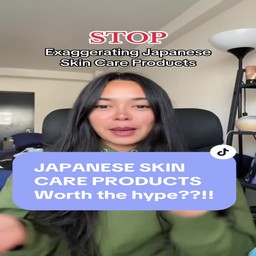 STOP
Exaggerating Japanese
Skin Care Products
JAPANESE SKIN
CARE PRODUCTS
Worth the hype??!!